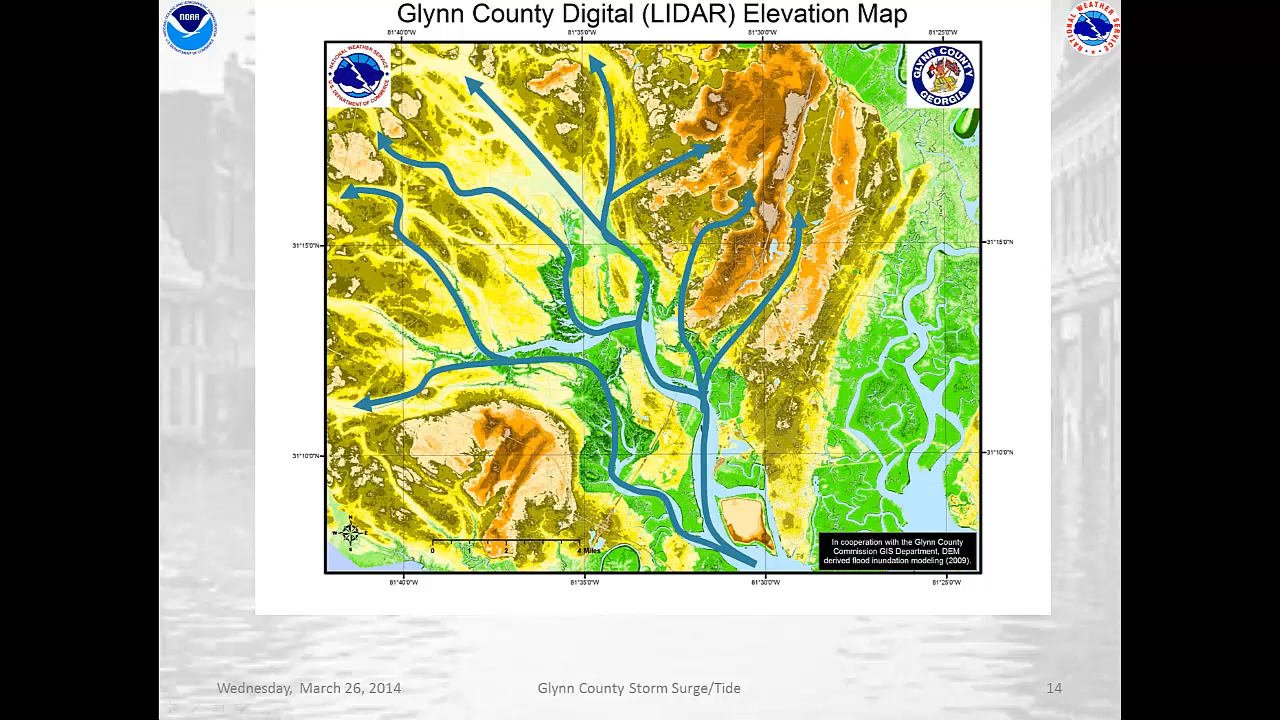 Glynn County Digital (LIDAR) Elevation Map
NOAA
81°40'0"W 81°35'0"W 81°30'0"W 81°25'0"W
GLYNN COUNTY
GEORGIA
31°15'0"N 31°15'0"N
31°10'0"N 31°10'0"N
N
W E
S
0 1 2 4 Miles
In cooperation with the Glynn County
Commission GIS Department, DEM
derived flood inundation modeling (2009).
81°40'0"W 81°35'0"W 81°30'0"W 81°25'0"W
Wednesday, March 26, 2014 Glynn County Storm Surge/Tide 14